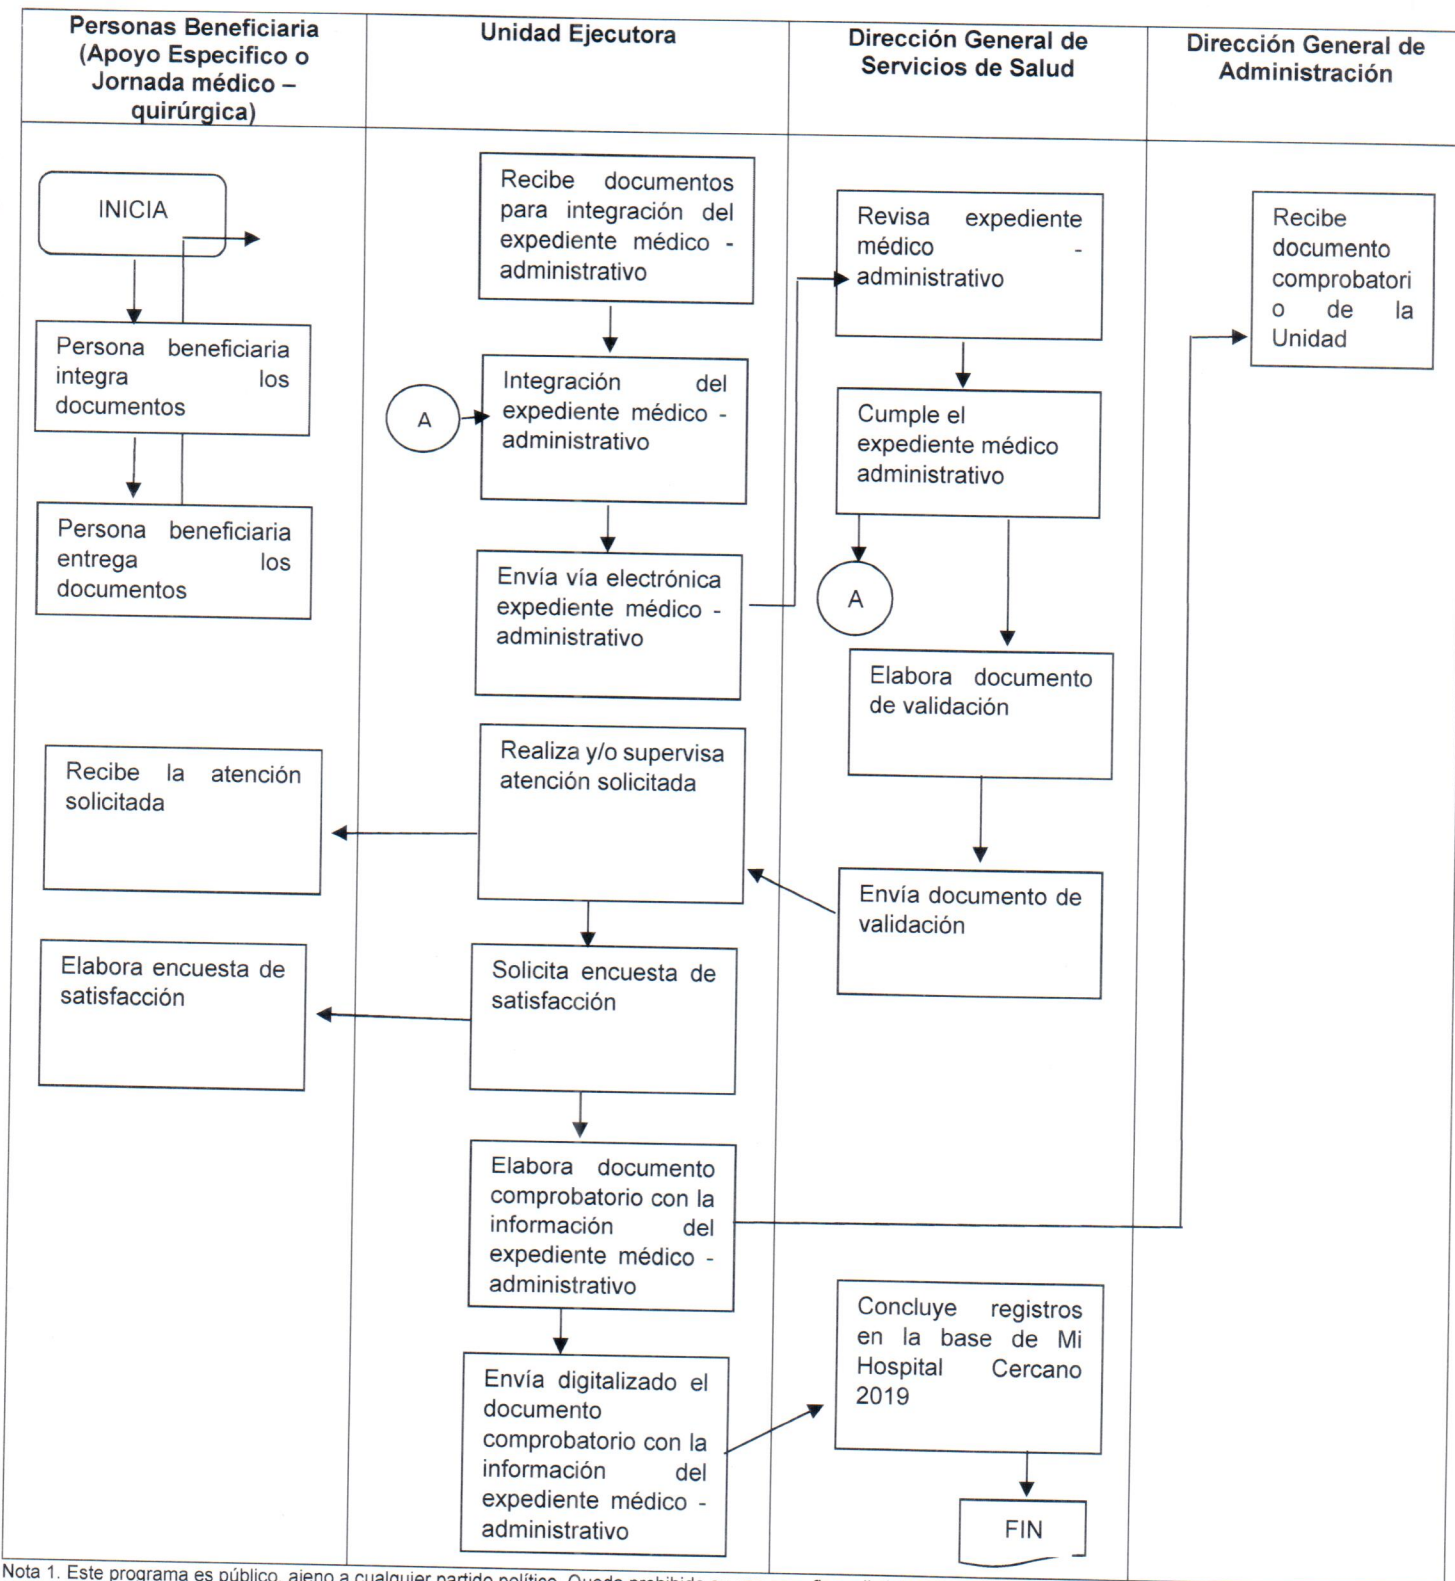 Personas Beneficiaria
(Apoyo Especifico o
Jornada médico –
quirúrgica)
Unidad Ejecutora
Dirección General de
Servicios de Salud
Dirección General de
Administración
INICIA
Persona beneficiaria
integra los
documentos
Persona beneficiaria
entrega los
documentos
Recibe la atención
solicitada
Elabora encuesta de
satisfacción
Recibe documentos
para integración del
expediente médico -
administrativo
A
Integración del
expediente médico -
administrativo
Envía vía electrónica
expediente médico -
administrativo
Realiza y/o supervisa
atención solicitada
Solicita encuesta de
satisfacción
Elabora documento
comprobatorio con la
información del
expediente médico -
administrativo
Envía digitalizado el
documento
comprobatorio con la
información del
expediente médico -
administrativo
Revisa expediente
médico -
administrativo
Cumple el
expediente médico
administrativo
A
Elabora documento
de validación
Envía documento de
validación
Concluye registros
en la base de Mi
Hospital Cercano
2019
FIN
Recibe
documento
comprobatori
o de la
Unidad
Nota 1. Este programa es público, ajeno a cualquier partido político. Queda prohibido